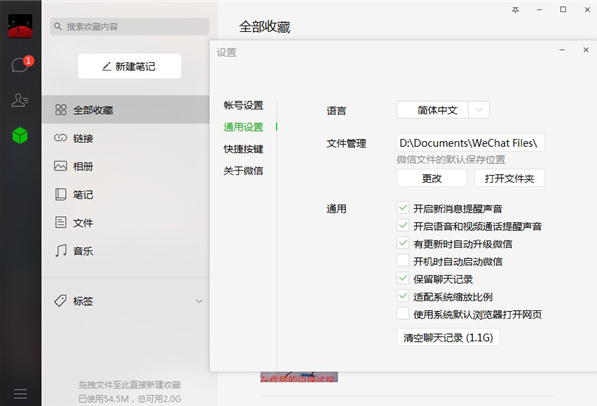 1
搜索收藏内容
新建笔记
全部收藏
链接
相册
笔记
文件
音乐
标签
拖拽文件至此直接新建收藏
已使用54.5M，总可用2.0G
全部收藏
设置
帐号设置
通用设置
快捷按键
关于微信
语言
简体中文
文件管理
D:\Documents\WeChat Files\
微信文件的默认保存位置
更改
打开文件夹
通用
开启新消息提醒声音
开启语音和视频通话提醒声音
有更新时自动升级微信
开机时自动启动微信
保留聊天记录
适配系统缩放比例
使用系统默认浏览器打开网页
清空聊天记录 (1.1G)